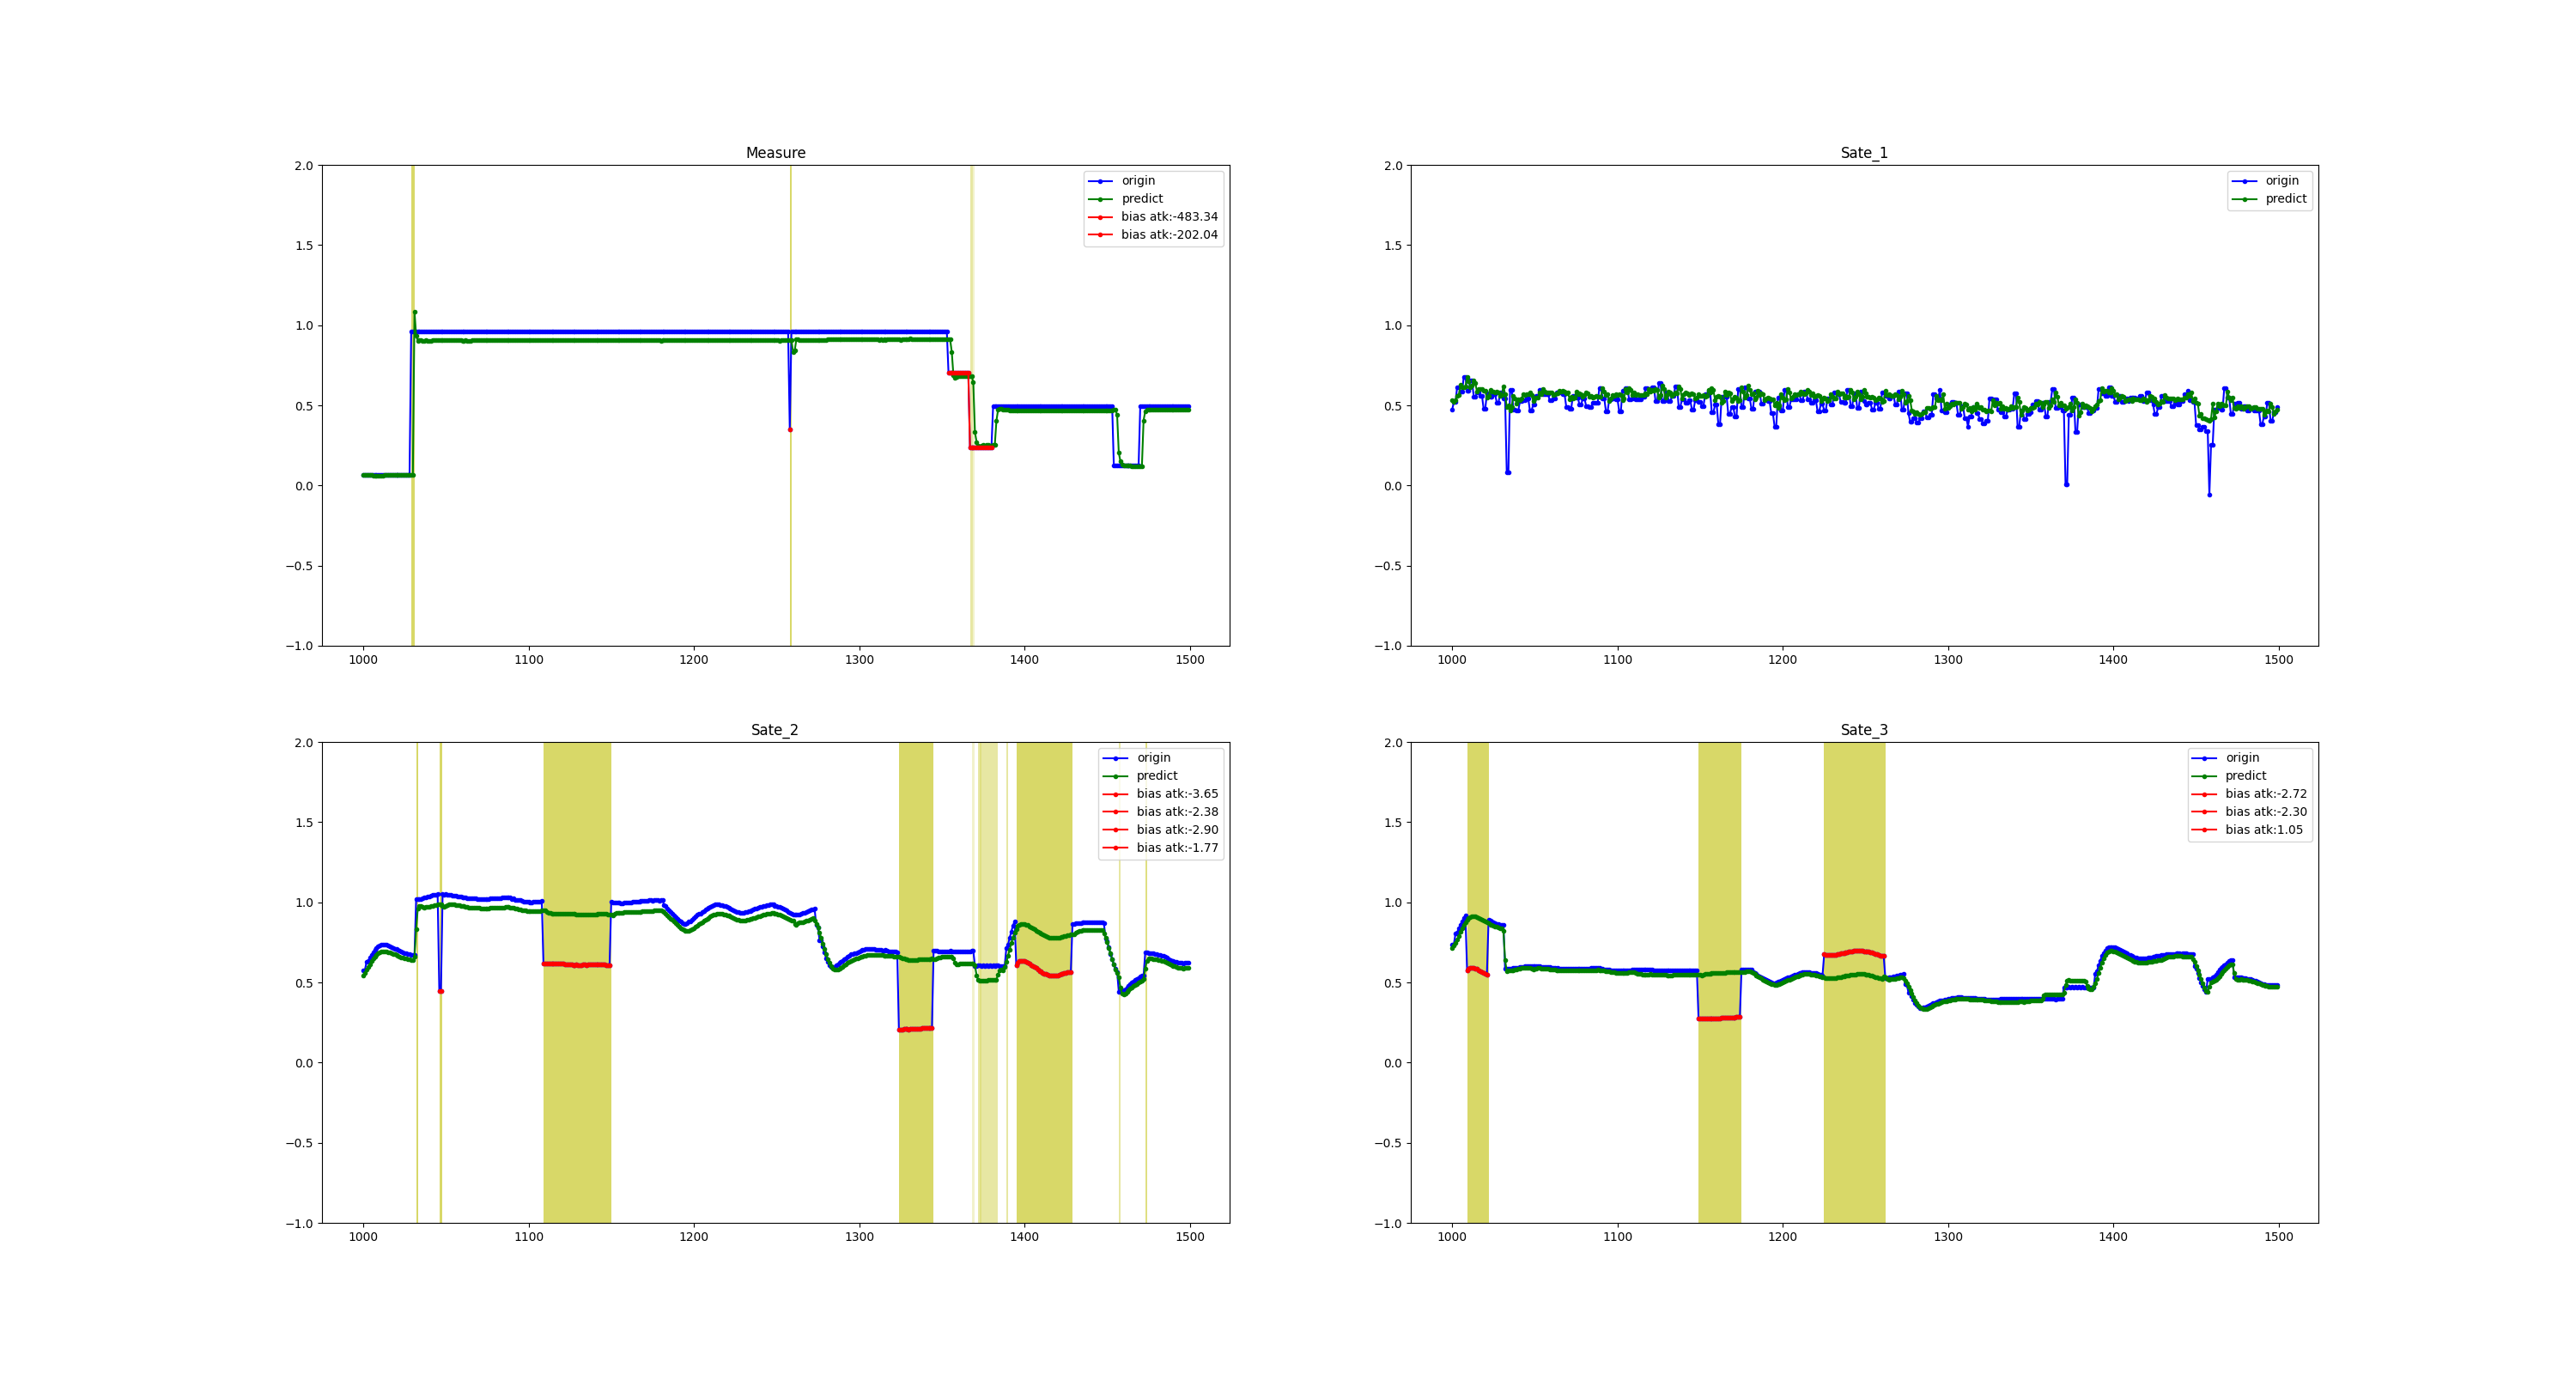 Measure
2.0
1.5
1.0
0.5
0.0
−0.5
−1.0
1000 1100 1200 1300 1400 1500
origin
predict
bias atk:-483.34
bias atk:-202.04
Sate_1
2.0
1.5
1.0
0.5
0.0
−0.5
−1.0
1000 1100 1200 1300 1400 1500
origin
predict
Sate_2
2.0
1.5
1.0
0.5
0.0
−0.5
−1.0
1000 1100 1200 1300 1400 1500
origin
predict
bias atk:-3.65
bias atk:-2.38
bias atk:-2.90
bias atk:-1.77
Sate_3
2.0
1.5
1.0
0.5
0.0
−0.5
−1.0
1000 1100 1200 1300 1400 1500
origin
predict
bias atk:-2.72
bias atk:-2.30
bias atk:1.05